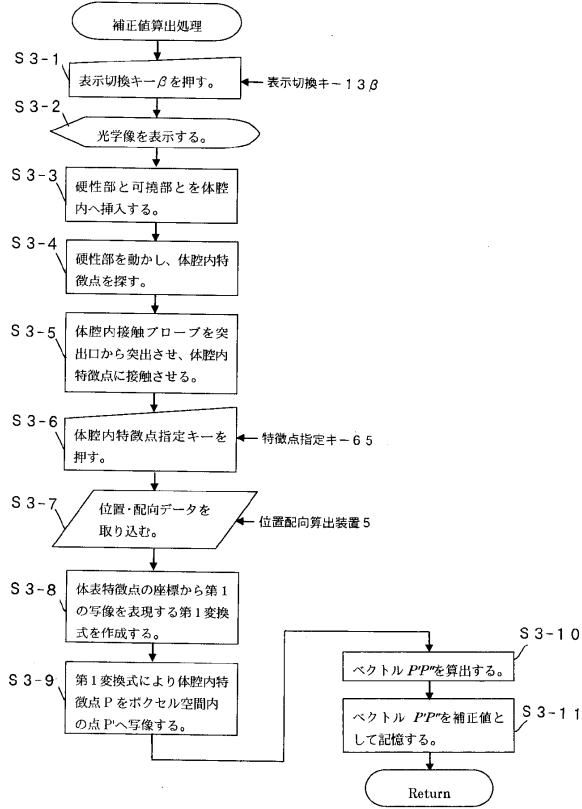 補正値算出処理
S3-1
表示切換キーβを押す。
表示切換キー13β
S3-2
光学像を表示する。
S3-3
硬性部と可撓部とを体腔
内へ挿入する。
S3-4
硬性部を動かし、体腔内特
徴点を探す。
S3-5
体腔内接触プローブを突
出口から突出させ、体腔内
特徴点に接触させる。
S3-6
体腔内特徴点指定キーを
押す。
特徴点指定キー65
S3-7
位置・配向データを
取り込む。
位置配向算出装置5
S3-8
体表特徴点の座標から第1
の写像を表現する第1変換
式を作成する。
S3-9
第1変換式により体腔内特
徴点Pをボクセル空間内
の点P'へ写像する。
S3-10
ベクトル P'P"を算出する。
S3-11
ベクトル P'P"を補正値と
して記憶する。
Return